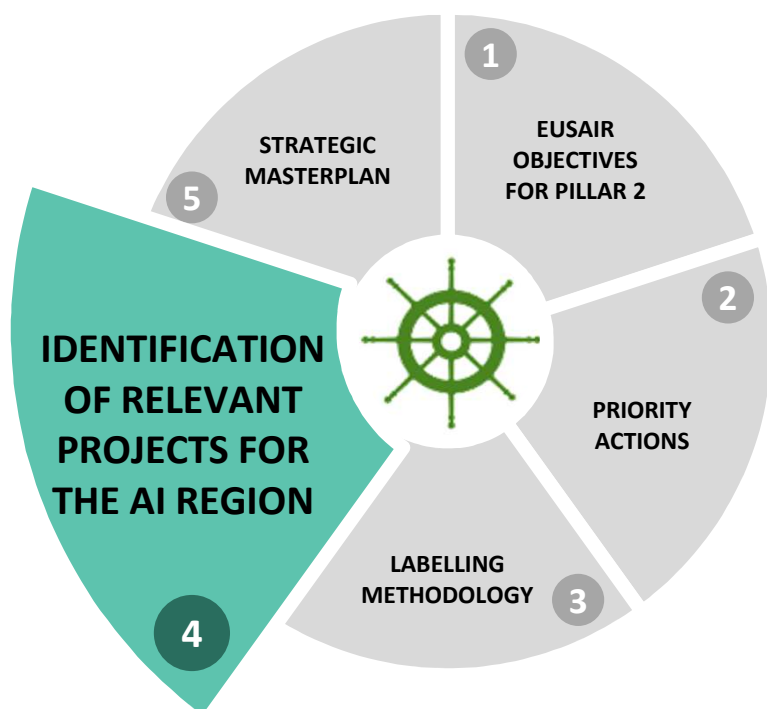 1
EUSAIR
OBJECTIVES
FOR PILLAR 2
2
PRIORITY
ACTIONS
LABELLING
METHODOLOGY
3
IDENTIFICATION
OF RELEVANT
PROJECTS FOR
THE AI REGION
4
STRATEGIC
MASTERPLAN
5